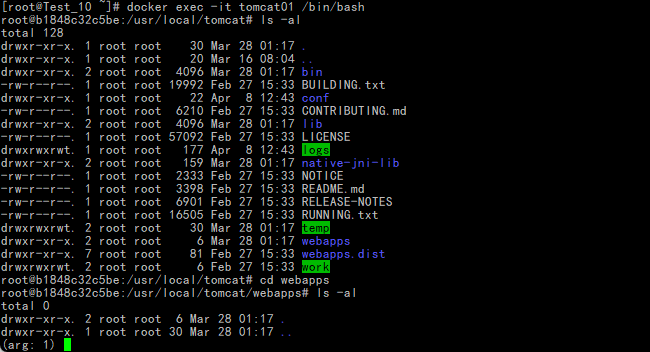 [root@Test_10 ~]# docker exec -it tomcat01 /bin/bash
root@b1848c32c5be:/usr/local/tomcat# ls -al
total 128
drwxr-xr-x. 1 root root    30 Mar 28 01:17 .
drwxr-xr-x. 1 root root    20 Mar 16 08:04 ..
drwxr-xr-x. 2 root root  4096 Mar 28 01:17 bin
-rw-r--r--. 1 root root 19992 Feb 27 15:33 BUILDING.txt
drwxr-xr-x. 1 root root    22 Apr  8 12:43 conf
-rw-r--r--. 1 root root  6210 Feb 27 15:33 CONTRIBUTING.md
drwxr-xr-x. 2 root root  4096 Mar 28 01:17 lib
-rw-r--r--. 1 root root 57092 Feb 27 15:33 LICENSE
drwxrwxrwt. 1 root root   177 Apr  8 12:43 logs
drwxr-xr-x. 2 root root   159 Mar 28 01:17 native-jni-lib
-rw-r--r--. 1 root root  2333 Feb 27 15:33 NOTICE
-rw-r--r--. 1 root root  3398 Feb 27 15:33 README.md
-rw-r--r--. 1 root root  6901 Feb 27 15:33 RELEASE-NOTES
-rw-r--r--. 1 root root 16505 Feb 27 15:33 RUNNING.txt
drwxrwxrwt. 2 root root    30 Mar 28 01:17 temp
drwxr-xr-x. 2 root root     6 Mar 28 01:17 webapps
drwxr-xr-x. 7 root root    81 Feb 27 15:33 webapps.dist
drwxrwxrwt. 2 root root     6 Feb 27 15:33 work
root@b1848c32c5be:/usr/local/tomcat# cd webapps
root@b1848c32c5be:/usr/local/tomcat/webapps# ls -al
total 0
drwxr-xr-x. 2 root root  6 Mar 28 01:17 .
drwxr-xr-x. 1 root root 30 Mar 28 01:17 ..
(arg: 1)